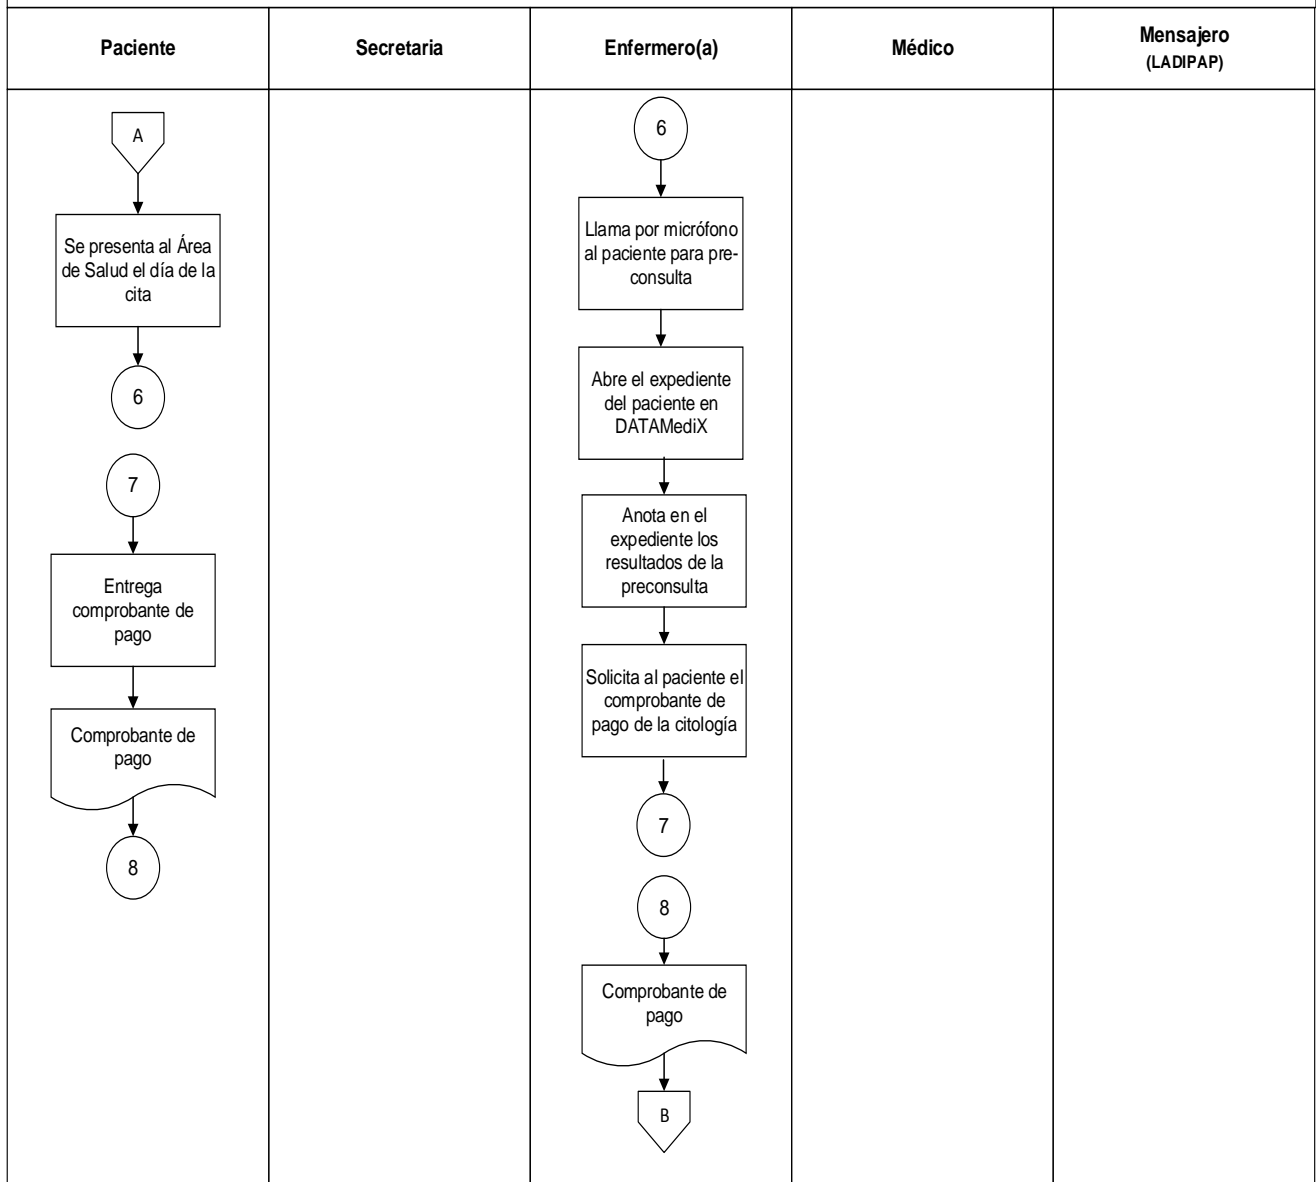 Paciente
Secretaria
Enfermero(a)
Médico
Mensajero
(LADIPAP)
A
Se presenta al Área
de Salud el día de la
cita
6
7
Entrega
comprobante de
pago
Comprobante de
pago
8
6
Llama por micrófono
al paciente para pre-
consulta
Abre el expediente
del paciente en
DATAMediX
Anota en el
expediente los
resultados de la
preconsulta
Solicita al paciente el
comprobante de
pago de la citología
7
8
Comprobante de
pago
B